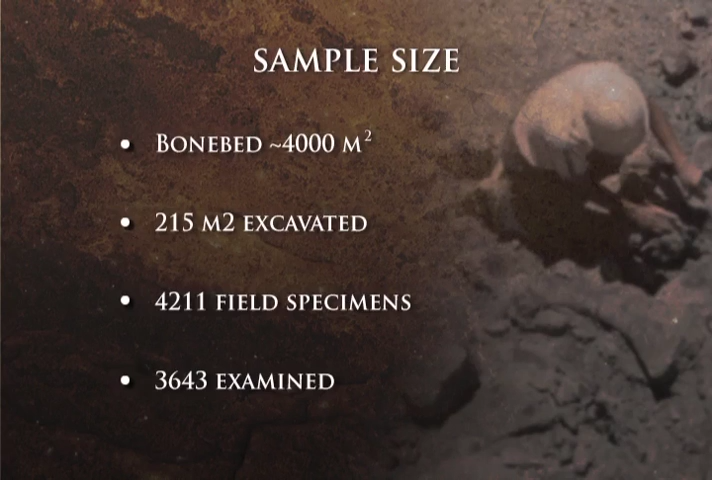 SAMPLE SIZE
• BONEBED ~4000 M²
• 215 M2 EXCAVATED
• 4211 FIELD SPECIMENS
• 3643 EXAMINED